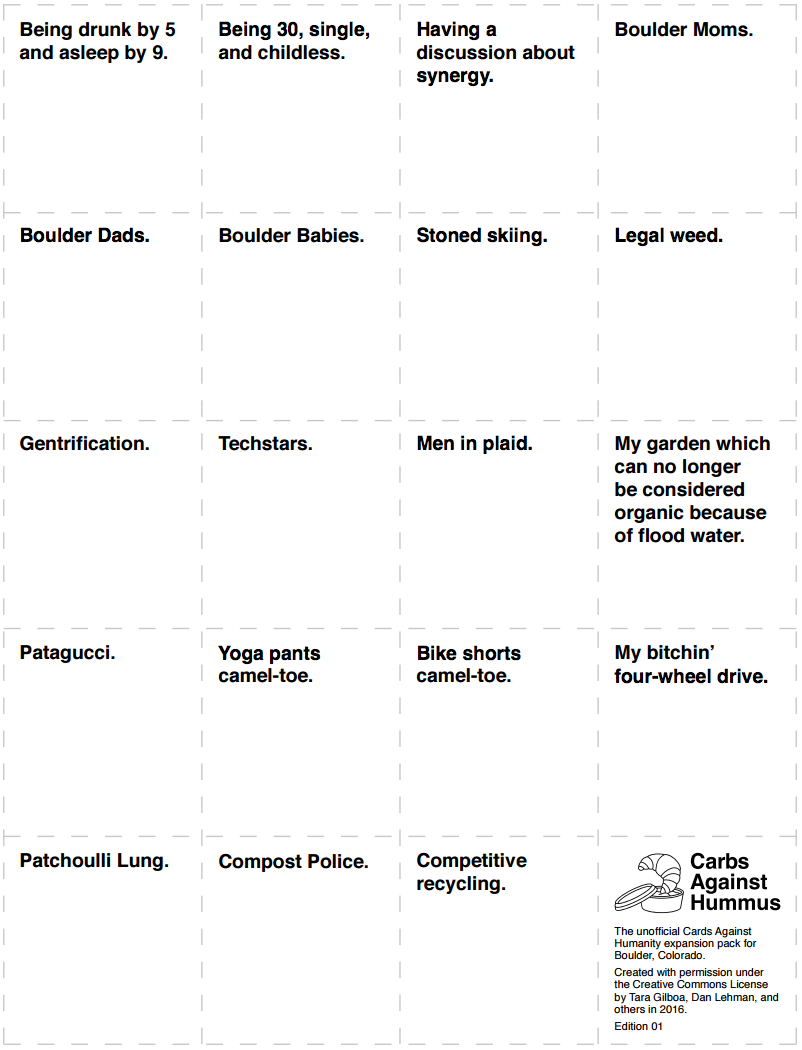 Being drunk by 5
and asleep by 9.
Being 30, single,
and childless.
Having a
discussion about
synergy.
Boulder Moms.
Boulder Dads.
Boulder Babies.
Stoned skiing.
Legal weed.
Gentrification.
Techstars.
Men in plaid.
My garden which
can no longer
be considered
organic because
of flood water.
Patagucci.
Yoga pants
camel-toe.
Bike shorts
camel-toe.
My bitchin’
four-wheel drive.
Patchoulli Lung.
Compost Police.
Competitive
recycling.
Carbs
Against
Hummus
The unofficial Cards Against
Humanity expansion pack for
Boulder, Colorado.
Created with permission under
the Creative Commons License
by Tara Gilboa, Dan Lehman, and
others in 2016.
Edition 01